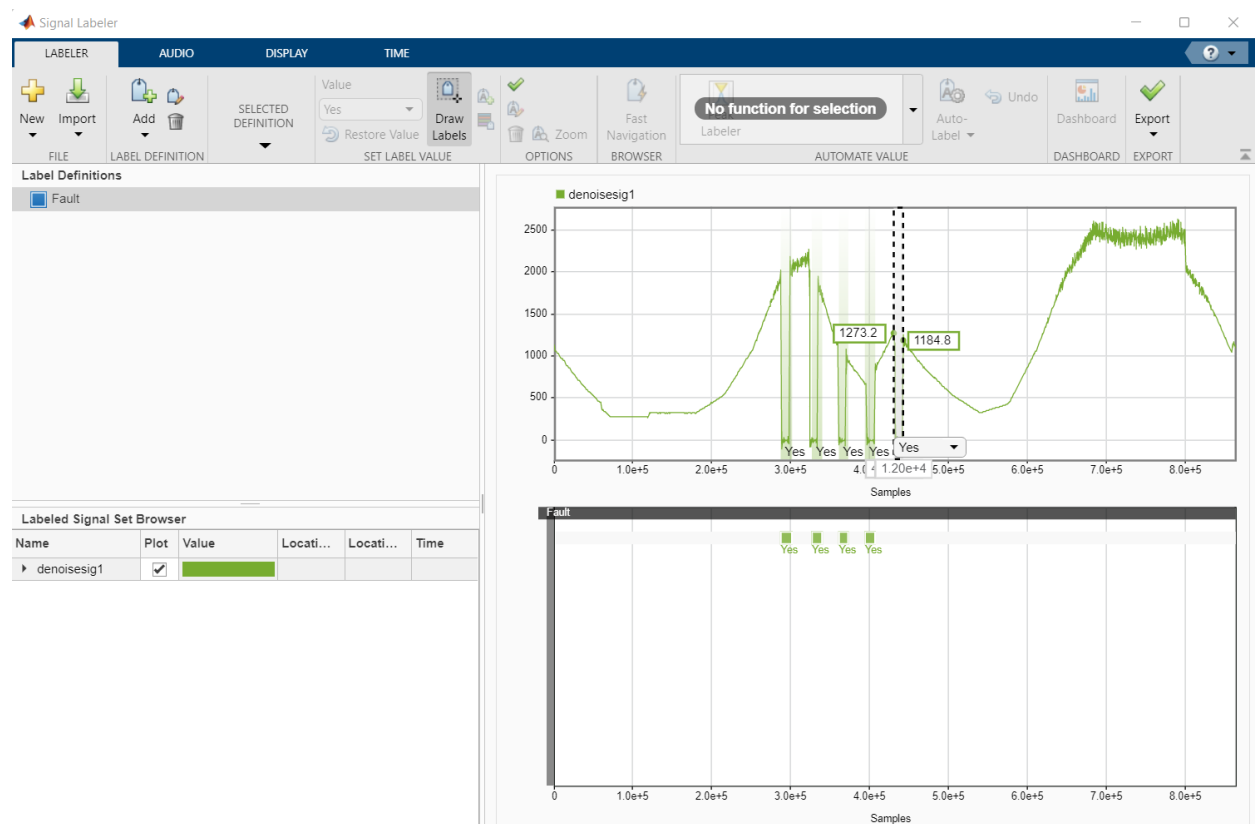 Signal Labeler
LABELER AUDIO DISPLAY TIME
?
New Import
FILE
Add
LABEL DEFINITION
SELECTED
DEFINITION
Value
Yes
Restore Value
Draw
Labels
SET LABEL VALUE
Zoom
OPTIONS
Fast
Navigation
BROWSER
No function for selection
Labeler
Auto-
Label
Undo
AUTOMATE VALUE
Dashboard
DASHBOARD
Export
EXPORT
Label Definitions
Fault
Labeled Signal Set Browser
Name Plot Value Locati... Locati... Time
denoisesig1
denoisesig1
2500
2000
1500
1000
500
0
1273.2
1184.8
Yes Yes Yes Yes Yes
0 1.0e+5 2.0e+5 3.0e+5 1.20e+4 5.0e+5 6.0e+5 7.0e+5 8.0e+5
Samples
Fault
Yes Yes Yes Yes
0 1.0e+5 2.0e+5 3.0e+5 4.0e+5 5.0e+5 6.0e+5 7.0e+5 8.0e+5
Samples